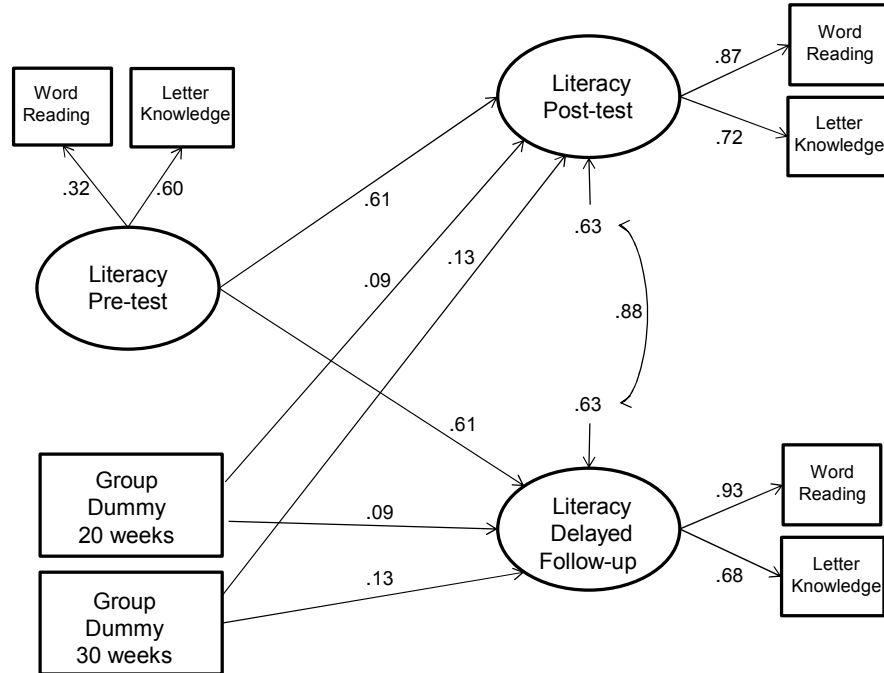 Word
Reading
Letter
Knowledge
.32
.60
Literacy
Pre-test
.61
.09
.13
.61
Literacy
Post-test
.87
.72
Word
Reading
Letter
Knowledge
.63
.88
.63
Group
Dummy
20 weeks
.09
Group
Dummy
30 weeks
.13
Literacy
Delayed
Follow-up
.93
.68
Word
Reading
Letter
Knowledge